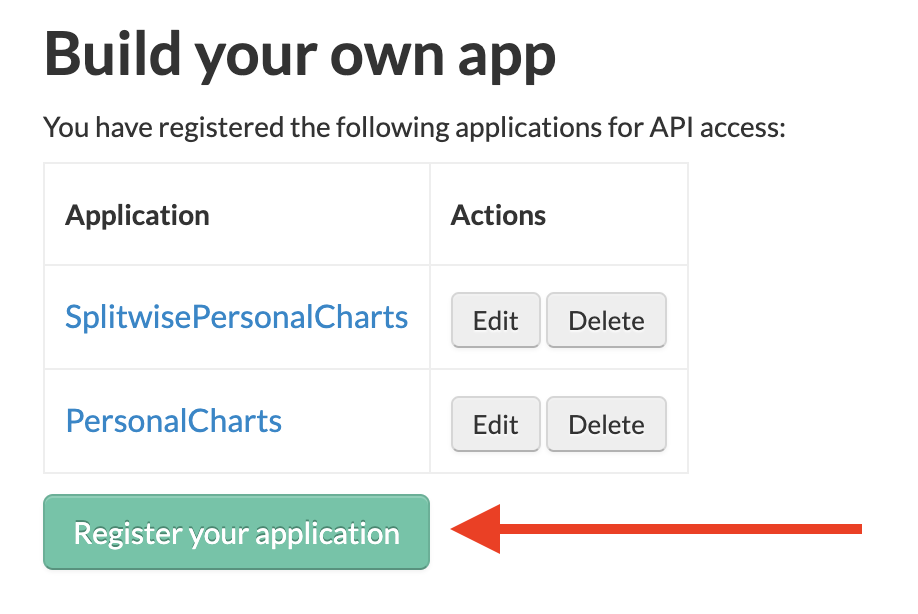 Build your own app
You have registered the following applications for API access:
Application Actions
SplitwisePersonalCharts Edit Delete
PersonalCharts Edit Delete
Register your application